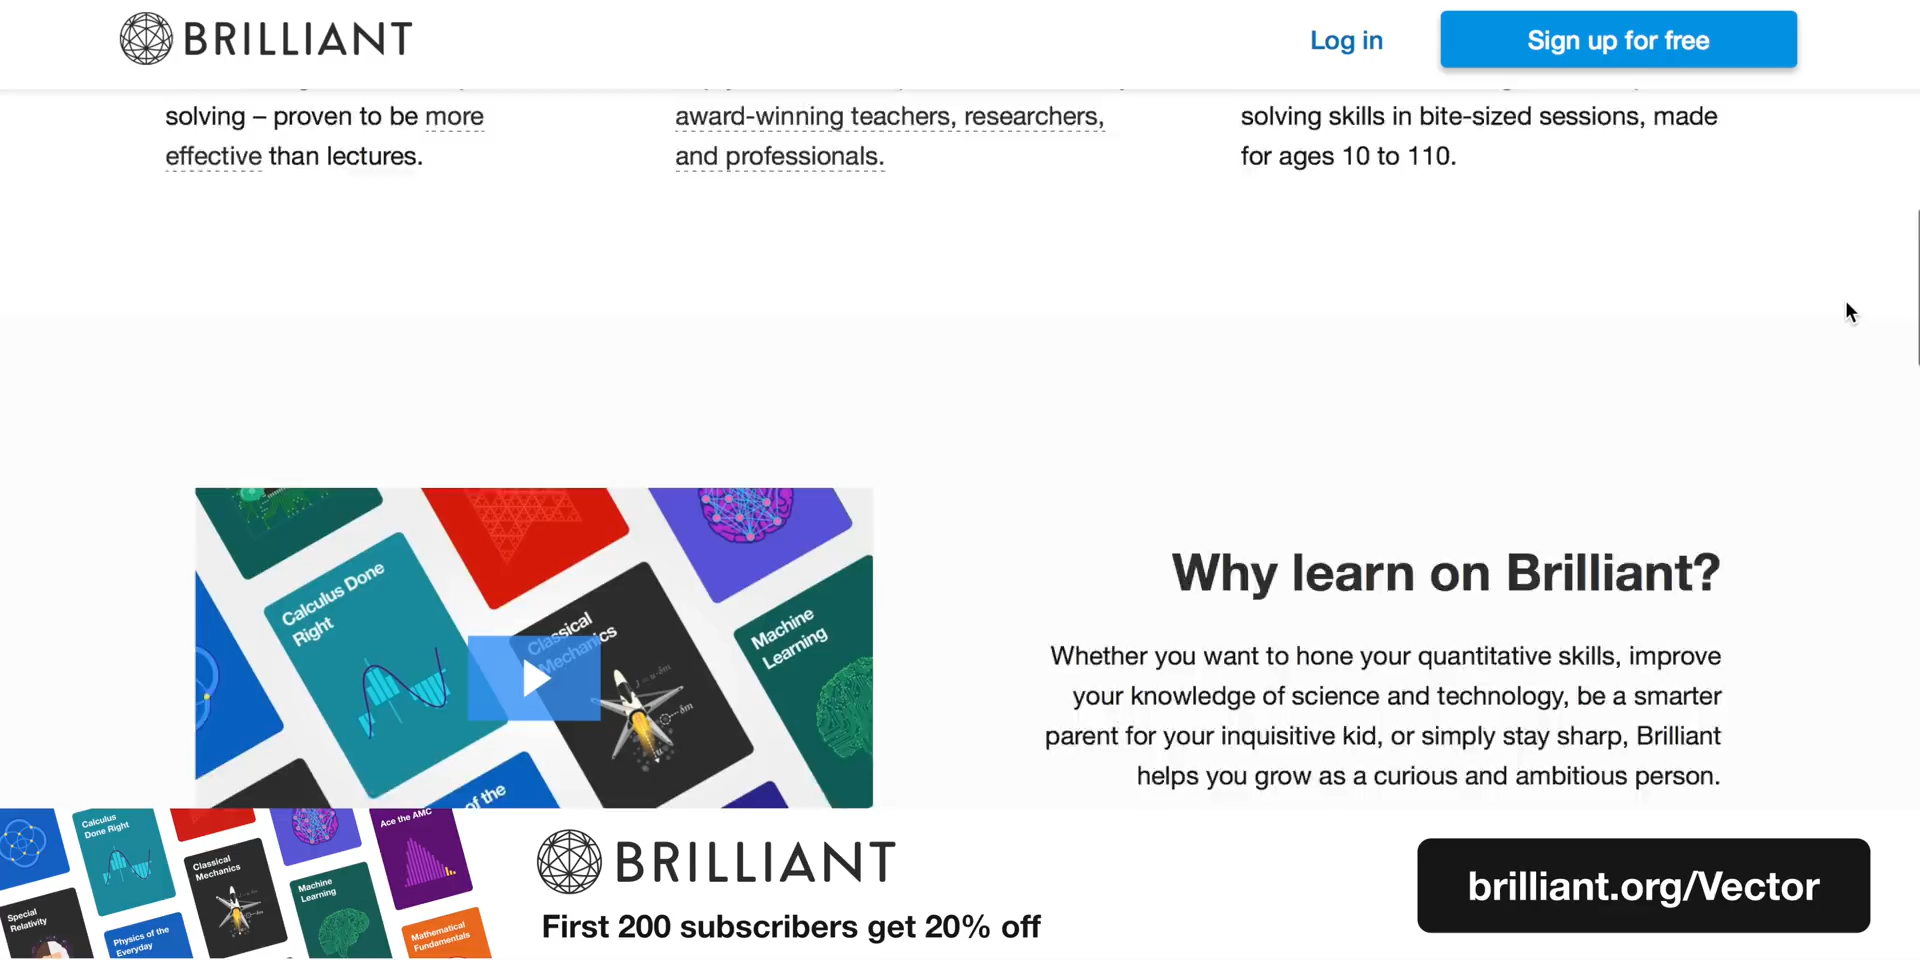 BRILLIANT
Log in
Sign up for free
solving – proven to be more
effective than lectures.
award-winning teachers, researchers,
and professionals.
solving skills in bite-sized sessions, made
for ages 10 to 110.
Calculus Done
Right
Classical
Mechanics
Machine
Learning
of the
Why learn on Brilliant?
Whether you want to hone your quantitative skills, improve
your knowledge of science and technology, be a smarter
parent for your inquisitive kid, or simply stay sharp, Brilliant
helps you grow as a curious and ambitious person.
Calculus
Done Right
Ace the AMC
Classical
Mechanics
Machine
Learning
Special
Relativity
Physics of the
Everyday
Mathematical
Fundamentals
BRILLIANT
First 200 subscribers get 20% off
brilliant.org/Vector